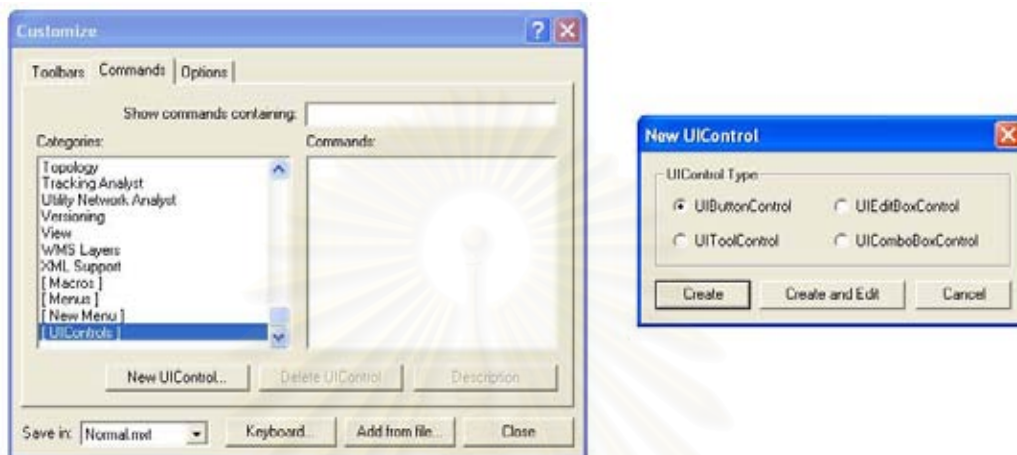 Customize
Toolbars Commands Options
Show commands containing:
Categories: Commands:
Topology
Tracking Analyst
Utility Network Analyst
Versioning
View
WMS Layers
XML Support
[ Macros ]
[ Menus ]
[ New Menu ]
[ UIControls ]
New UIControl... Delete UIControl Description
Save in: Normal.mxt Keyboard... Add from file... Close
New UIControl
UIControl Type
UIButtonControl UIEditBoxControl
UIToolControl UIComboBoxControl
Create Create and Edit Cancel